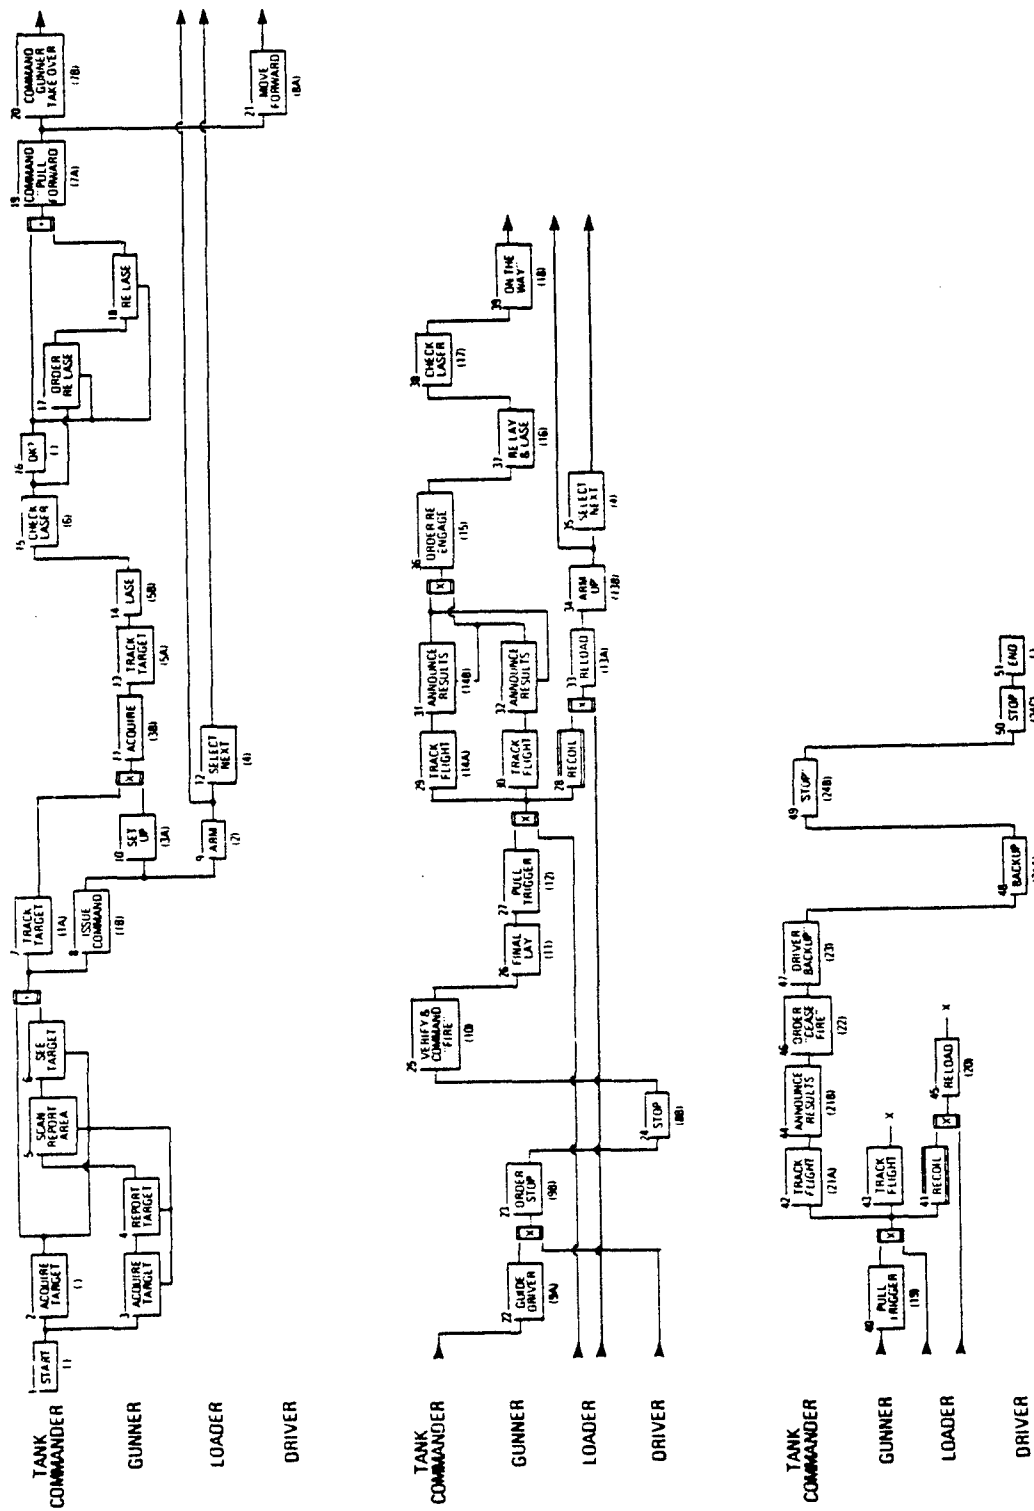 TANK
COMMANDER
GUNNER
LOADER
DRIVER
START
( )
2
ACQUIRE
TARGET
( )
3
ACQUIRE
TARGET
4
REPORT
TARGET
5
SCAN
REPORT
AREA
6
SEE
TARGET
7
TRACK
TARGET
(1A)
8
ISSUE
COMMAND
(1B)
9
ARM
(2)
10
SET
UP
(3A)
X
11
ACQUIRE
(3B)
12
SELECT
NEXT
(4)
13
TRACK
TARGET
(5A)
14
LASE
(5B)
15
CHECK
LASER
(6)
16
OK?
( )
17
ORDER
RE LASE
18
RE LASE
19
COMMAND
"PULL
FORWARD
(7A)
20
COMMAND
GUNNER
TAKE OVER
(7B)
21
MOVE
FORWARD
(8A)
TANK
COMMANDER
GUNNER
LOADER
DRIVER
22
GUIDE
DRIVER
(9A)
X
23
ORDER
STOP
(9B)
24
STOP
(8B)
25
VERIFY &
COMMAND
"FIRE"
(10)
26
FINAL
LAY
(11)
27
PULL
TRIGGER
(12)
X
28
RECOIL
29
TRACK
FLIGHT
(14A)
30
TRACK
FLIGHT
31
ANNOUNCE
RESULTS
(14B)
32
ANNOUNCE
RESULTS
X
33
RELOAD
(13A)
34
ARM
UP
(13B)
35
SELECT
NEXT
(4)
X
36
ORDER RE
ENGAGE
(15)
37
RE LAY
& LASE
(16)
38
CHECK
LASER
(17)
39
ON THE
WAY"
(18)
TANK
COMMANDER
GUNNER
LOADER
DRIVER
40
PULL
TRIGGER
(19)
X
41
RECOIL
42
TRACK
FLIGHT
(21A)
43
TRACK
FLIGHT
X
44
ANNOUNCE
RESULTS
(21B)
X
45
RELOAD
(20)
X
46
ORDER
"CEASE
FIRE"
(22)
47
DRIVER
BACKUP"
(23)
48
BACKUP
49
STOP"
(24B)
50
STOP
51
END